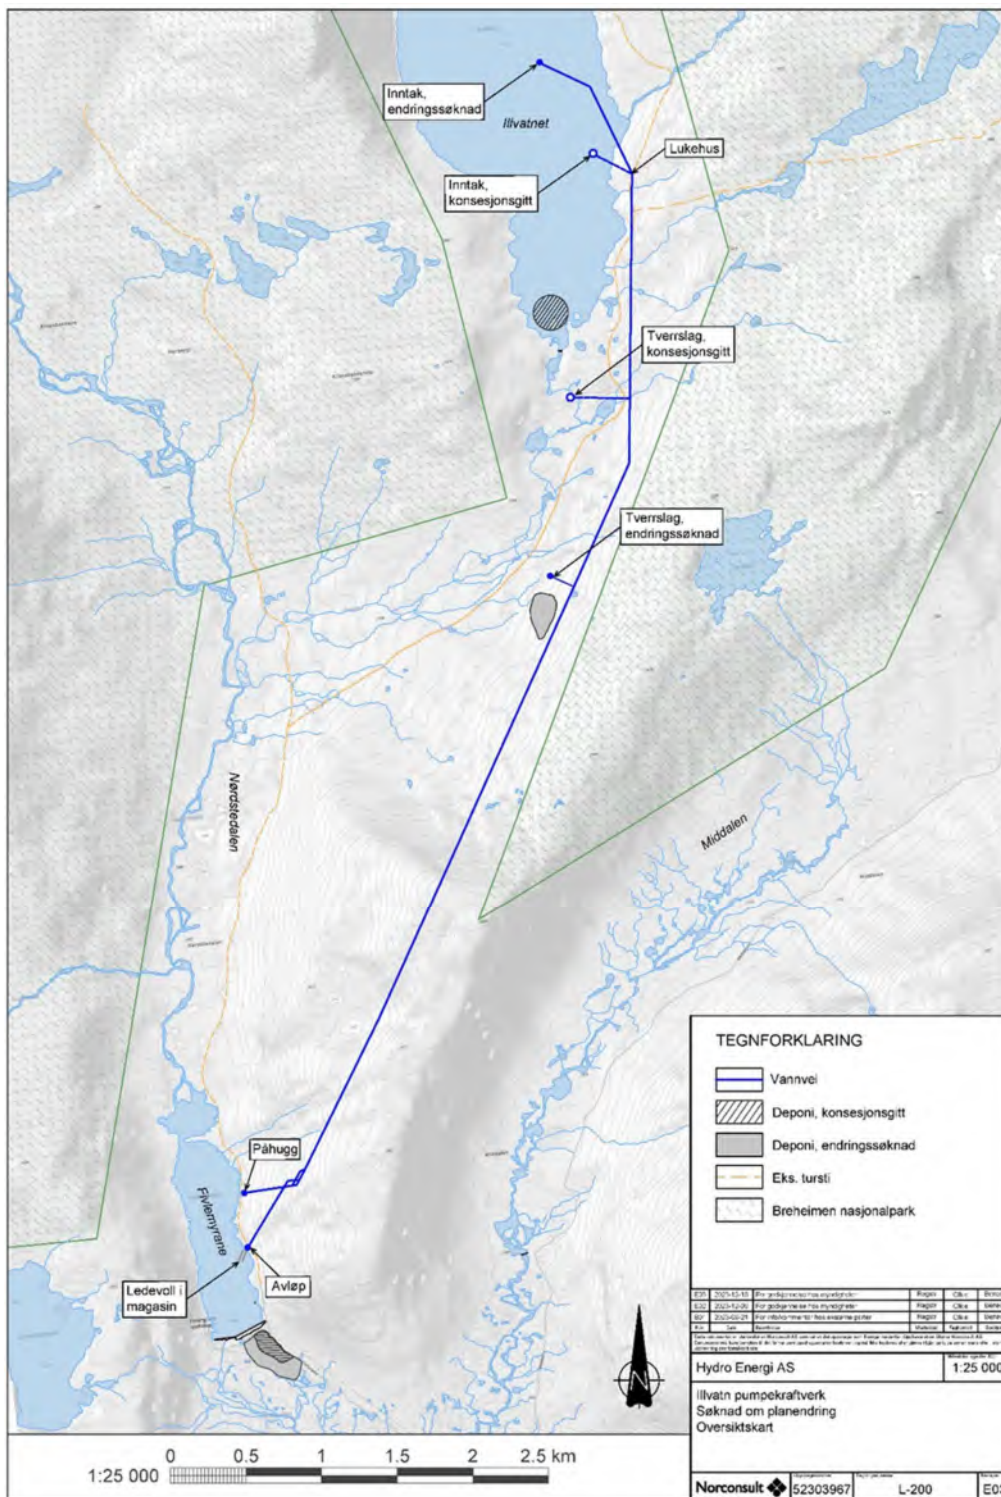 Inntak,
endringssøknad
Illvatnet
Lukehus
Inntak,
konsesjonsgitt
Tverrslag,
konsesjonsgitt
Tverrslag,
endringssøknad
Nørdstedalen
Middalen
Påhugg
Fivlemyrane
Ledevoll i
magasin
Avløp
TEGNFORKLARING
Vannvei
Deponi, konsesjonsgitt
Deponi, endringssøknad
Eks. tursti
Breheimen nasjonalpark
N
Hydro Energi AS
1:25 000
Illvatn pumpekraftverk
Søknad om planendring
Oversiktskart
Norconsult
52303967
L-200
0 0.5 1 1.5 2 2.5 km
1:25 000